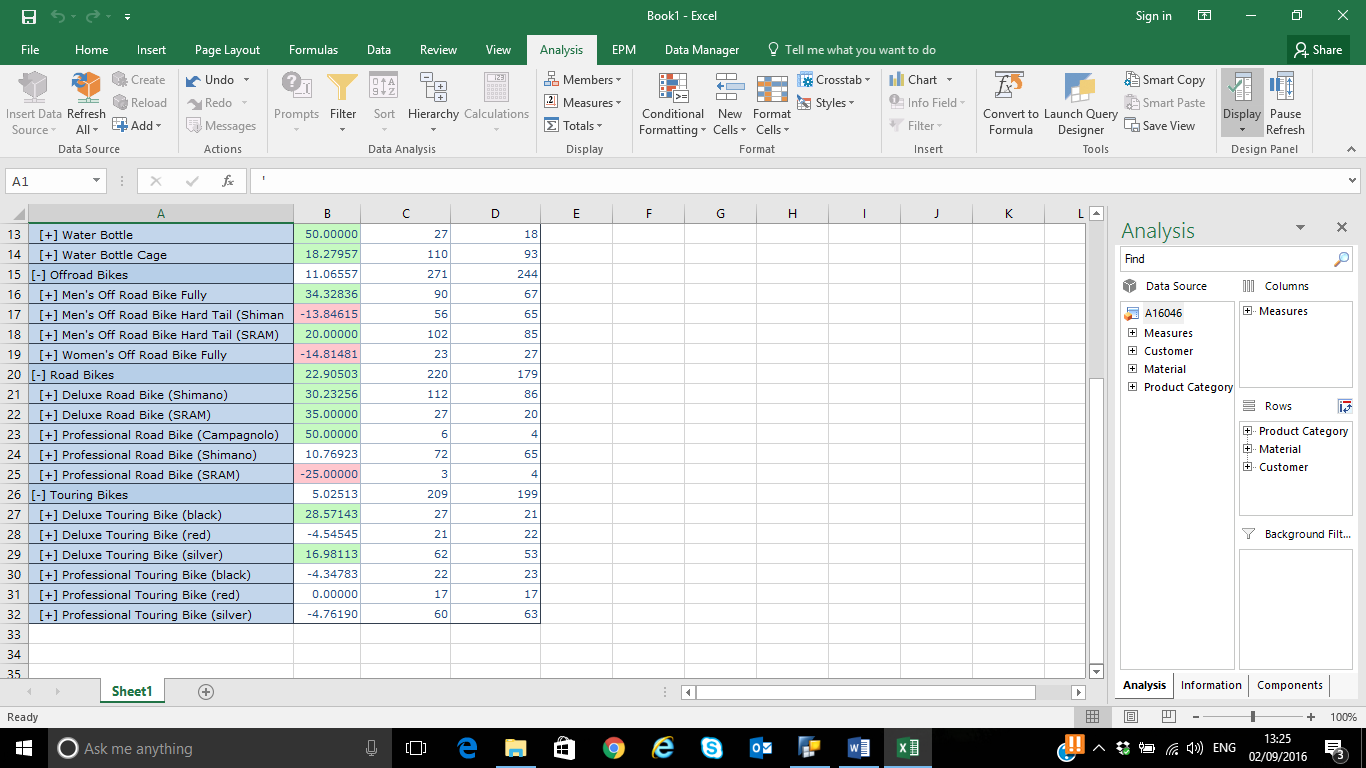 Book1 - Excel
Sign in
File Home Insert Page Layout Formulas Data Review View Analysis EPM Data Manager Tell me what you want to do Share
Insert Data Source
Refresh All
Create
Reload
Add
Data Source
Undo
Redo
Messages
Actions
Prompts
Filter
Sort
Hierarchy
Calculations
Data Analysis
Members
Measures
Totals
Display
Conditional Formatting
New Cells
Format Cells
Crosstab
Styles
Format
Chart
Info Field
Filter
Insert
Convert to Formula
Launch Query Designer
Smart Copy
Smart Paste
Save View
Tools
Display
Pause Refresh
Design Panel
A1 fx '
A B C D E F G H I J K L
13 [+] Water Bottle 50.00000 27 18
14 [+] Water Bottle Cage 18.27957 110 93
15 [-] Offroad Bikes 11.06557 271 244
16 [+] Men's Off Road Bike Fully 34.32836 90 67
17 [+] Men's Off Road Bike Hard Tail (Shiman -13.84615 56 65
18 [+] Men's Off Road Bike Hard Tail (SRAM) 20.00000 102 85
19 [+] Women's Off Road Bike Fully -14.81481 23 27
20 [-] Road Bikes 22.90503 220 179
21 [+] Deluxe Road Bike (Shimano) 30.23256 112 86
22 [+] Deluxe Road Bike (SRAM) 35.00000 27 20
23 [+] Professional Road Bike (Campagnolo) 50.00000 6 4
24 [+] Professional Road Bike (Shimano) 10.76923 72 65
25 [+] Professional Road Bike (SRAM) -25.00000 3 4
26 [-] Touring Bikes 5.02513 209 199
27 [+] Deluxe Touring Bike (black) 28.57143 27 21
28 [+] Deluxe Touring Bike (red) -4.54545 21 22
29 [+] Deluxe Touring Bike (silver) 16.98113 62 53
30 [+] Professional Touring Bike (black) -4.34783 22 23
31 [+] Professional Touring Bike (red) 0.00000 17 17
32 [+] Professional Touring Bike (silver) -4.76190 60 63
33
34
35
Analysis
Find
Data Source
A16046
Measures
Customer
Material
Product Category
Columns
Measures
Rows
Product Category
Material
Customer
Background Filt...
Analysis Information Components
Sheet1
Ready
100%
Ask me anything
ENG
13:25
02/09/2016
3